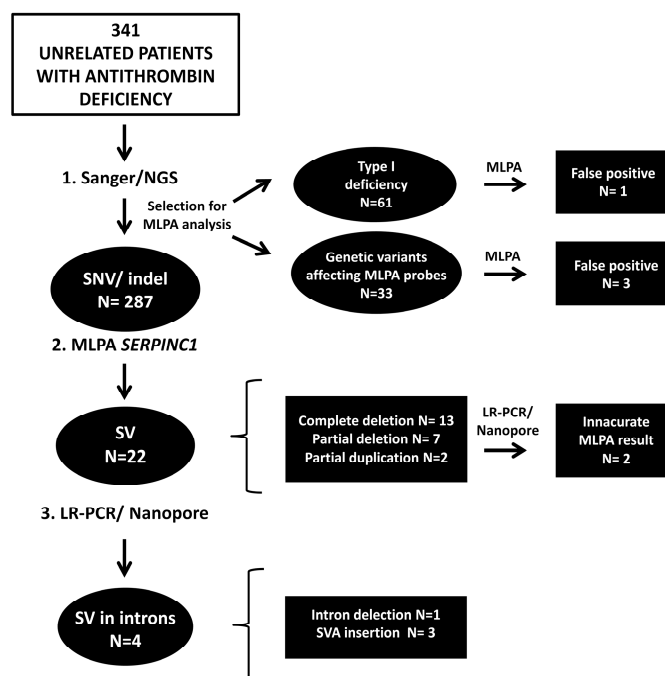 341
UNRELATED PATIENTS
WITH ANTITHROMBIN
DEFICIENCY
1. Sanger/NGS
Selection for
MLPA analysis
Type I
deficiency
N=61
MLPA
False positive
N= 1
Genetic variants
affecting MLPA probes
N=33
MLPA
False positive
N= 3
SNV/ indel
N= 287
2. MLPA SERPINC1
SV
N=22
Complete deletion N= 13
Partial deletion N= 7
Partial duplication N=2
LR-PCR/
Nanopore
Innacurate
MLPA result
N= 2
3. LR-PCR/ Nanopore
SV in introns
N=4
Intron delection N=1
SVA insertion N= 3